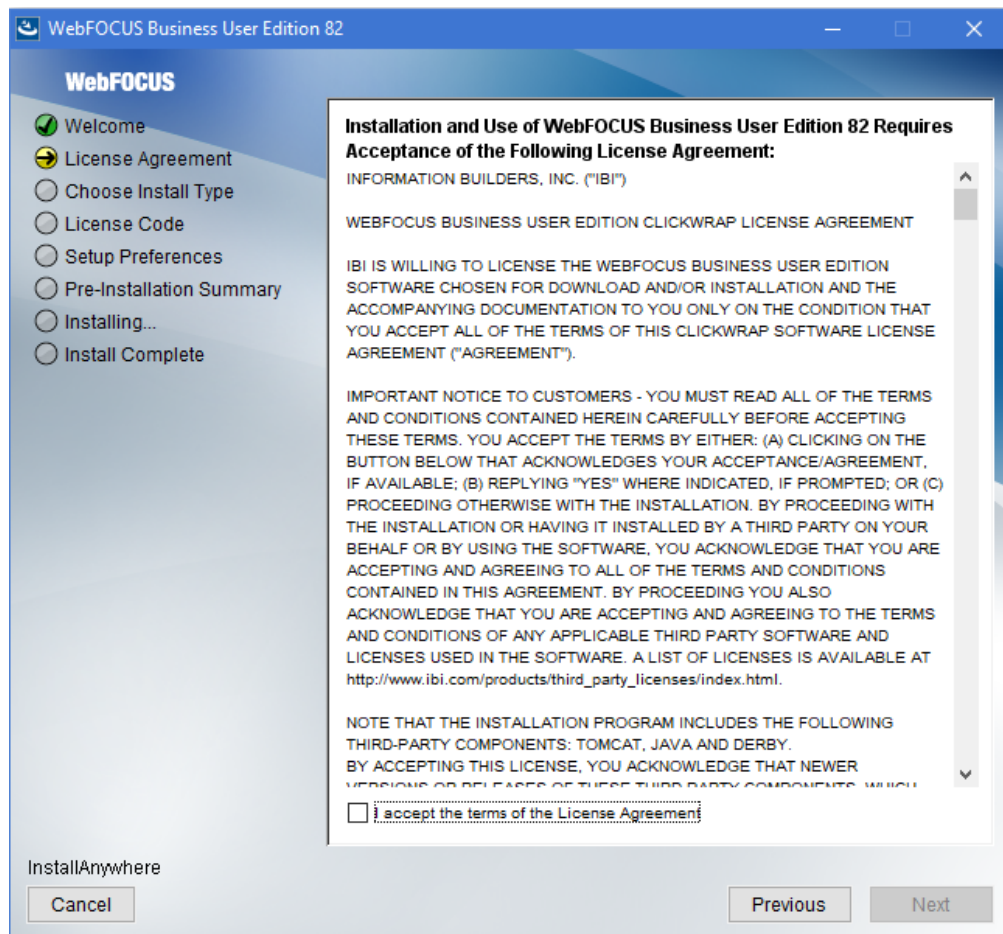 WebFOCUS Business User Edition 82
WebFOCUS
Welcome
License Agreement
Choose Install Type
License Code
Setup Preferences
Pre-Installation Summary
Installing...
Install Complete
Installation and Use of WebFOCUS Business User Edition 82 Requires
Acceptance of the Following License Agreement:
INFORMATION BUILDERS, INC. ("IBI")
WEBFOCUS BUSINESS USER EDITION CLICKWRAP LICENSE AGREEMENT
IBI IS WILLING TO LICENSE THE WEBFOCUS BUSINESS USER EDITION
SOFTWARE CHOSEN FOR DOWNLOAD AND/OR INSTALLATION AND THE
ACCOMPANYING DOCUMENTATION TO YOU ONLY ON THE CONDITION THAT
YOU ACCEPT ALL OF THE TERMS OF THIS CLICKWRAP SOFTWARE LICENSE
AGREEMENT ("AGREEMENT").
IMPORTANT NOTICE TO CUSTOMERS - YOU MUST READ ALL OF THE TERMS
AND CONDITIONS CONTAINED HEREIN CAREFULLY BEFORE ACCEPTING
THESE TERMS. YOU ACCEPT THE TERMS BY EITHER: (A) CLICKING ON THE
BUTTON BELOW THAT ACKNOWLEDGES YOUR ACCEPTANCE/AGREEMENT,
IF AVAILABLE; (B) REPLYING "YES" WHERE INDICATED, IF PROMPTED; OR (C)
PROCEEDING OTHERWISE WITH THE INSTALLATION. BY PROCEEDING WITH
THE INSTALLATION OR HAVING IT INSTALLED BY A THIRD PARTY ON YOUR
BEHALF OR BY USING THE SOFTWARE, YOU ACKNOWLEDGE THAT YOU ARE
ACCEPTING AND AGREEING TO ALL OF THE TERMS AND CONDITIONS
CONTAINED IN THIS AGREEMENT. BY PROCEEDING YOU ALSO
ACKNOWLEDGE THAT YOU ARE ACCEPTING AND AGREEING TO THE TERMS
AND CONDITIONS OF ANY APPLICABLE THIRD PARTY SOFTWARE AND
LICENSES USED IN THE SOFTWARE. A LIST OF LICENSES IS AVAILABLE AT
http://www.ibi.com/products/third_party_licenses/index.html.
NOTE THAT THE INSTALLATION PROGRAM INCLUDES THE FOLLOWING
THIRD-PARTY COMPONENTS: TOMCAT, JAVA AND DERBY.
BY ACCEPTING THIS LICENSE, YOU ACKNOWLEDGE THAT NEWER
VERSIONS OR RELEASES OF THESE THIRD PARTY COMPONENTS, WHICH
I accept the terms of the License Agreement
InstallAnywhere
Cancel
Previous
Next